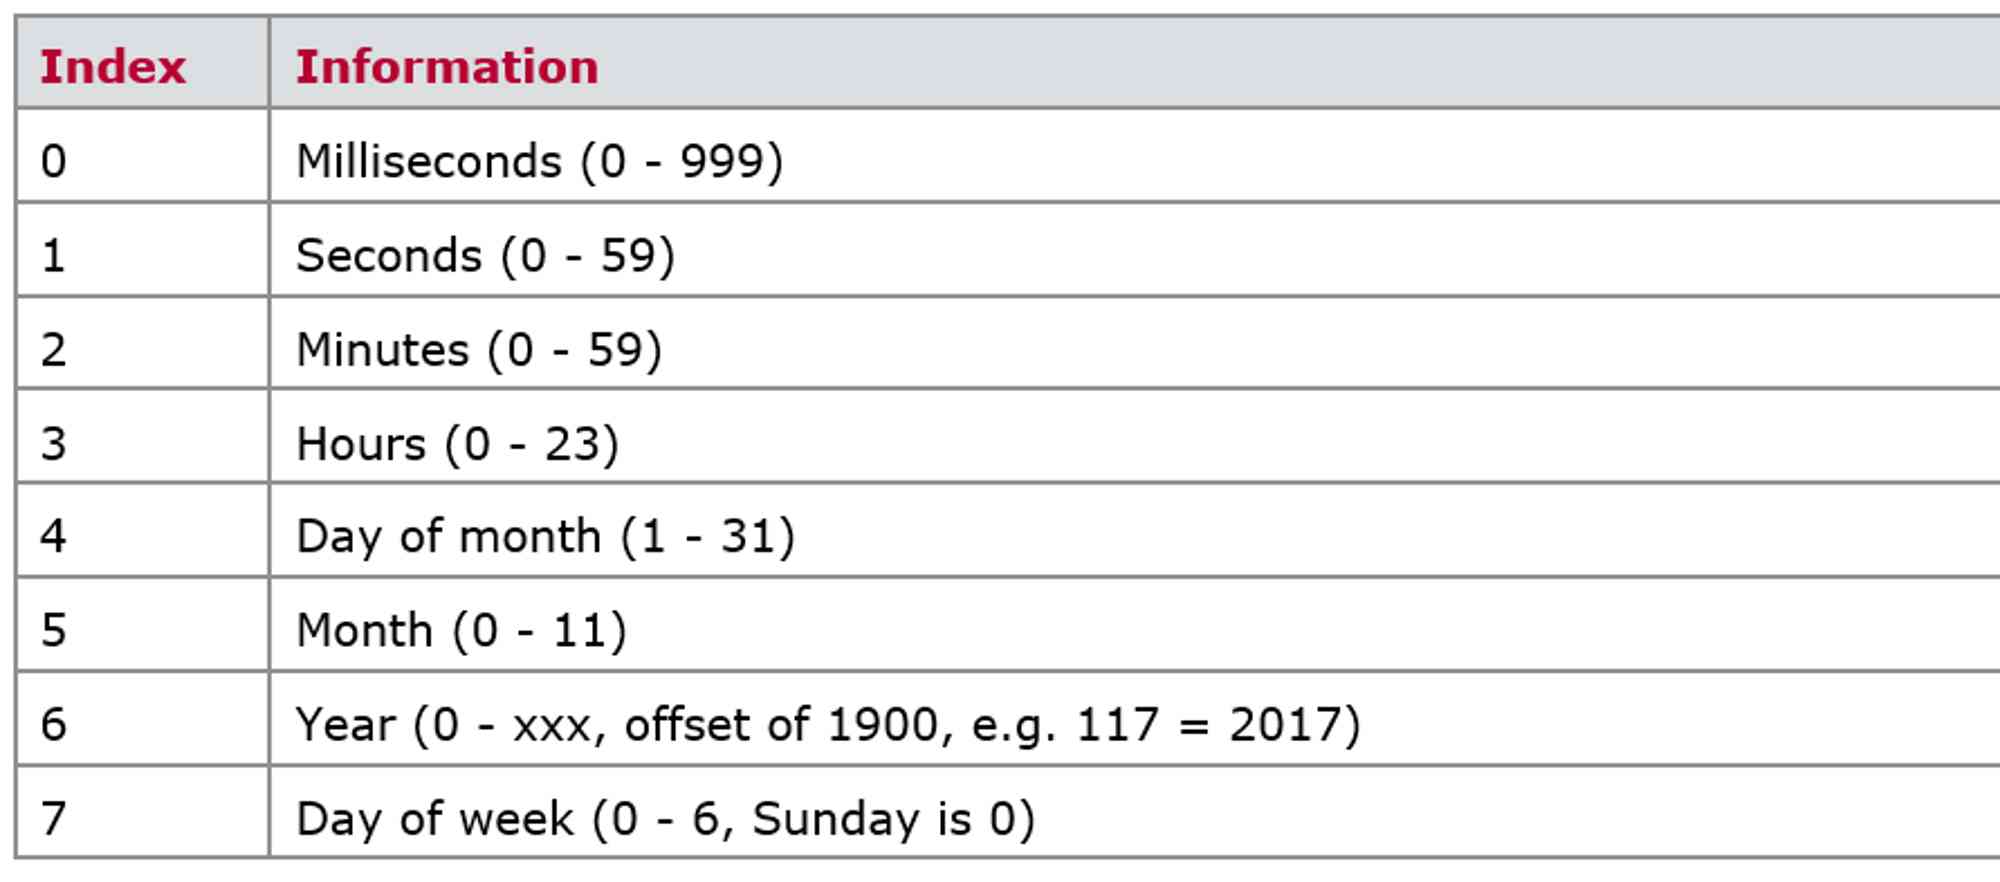 Index Information
0 Milliseconds (0 - 999)
1 Seconds (0 - 59)
2 Minutes (0 - 59)
3 Hours (0 - 23)
4 Day of month (1 - 31)
5 Month (0 - 11)
6 Year (0 - xxx, offset of 1900, e.g. 117 = 2017)
7 Day of week (0 - 6, Sunday is 0)